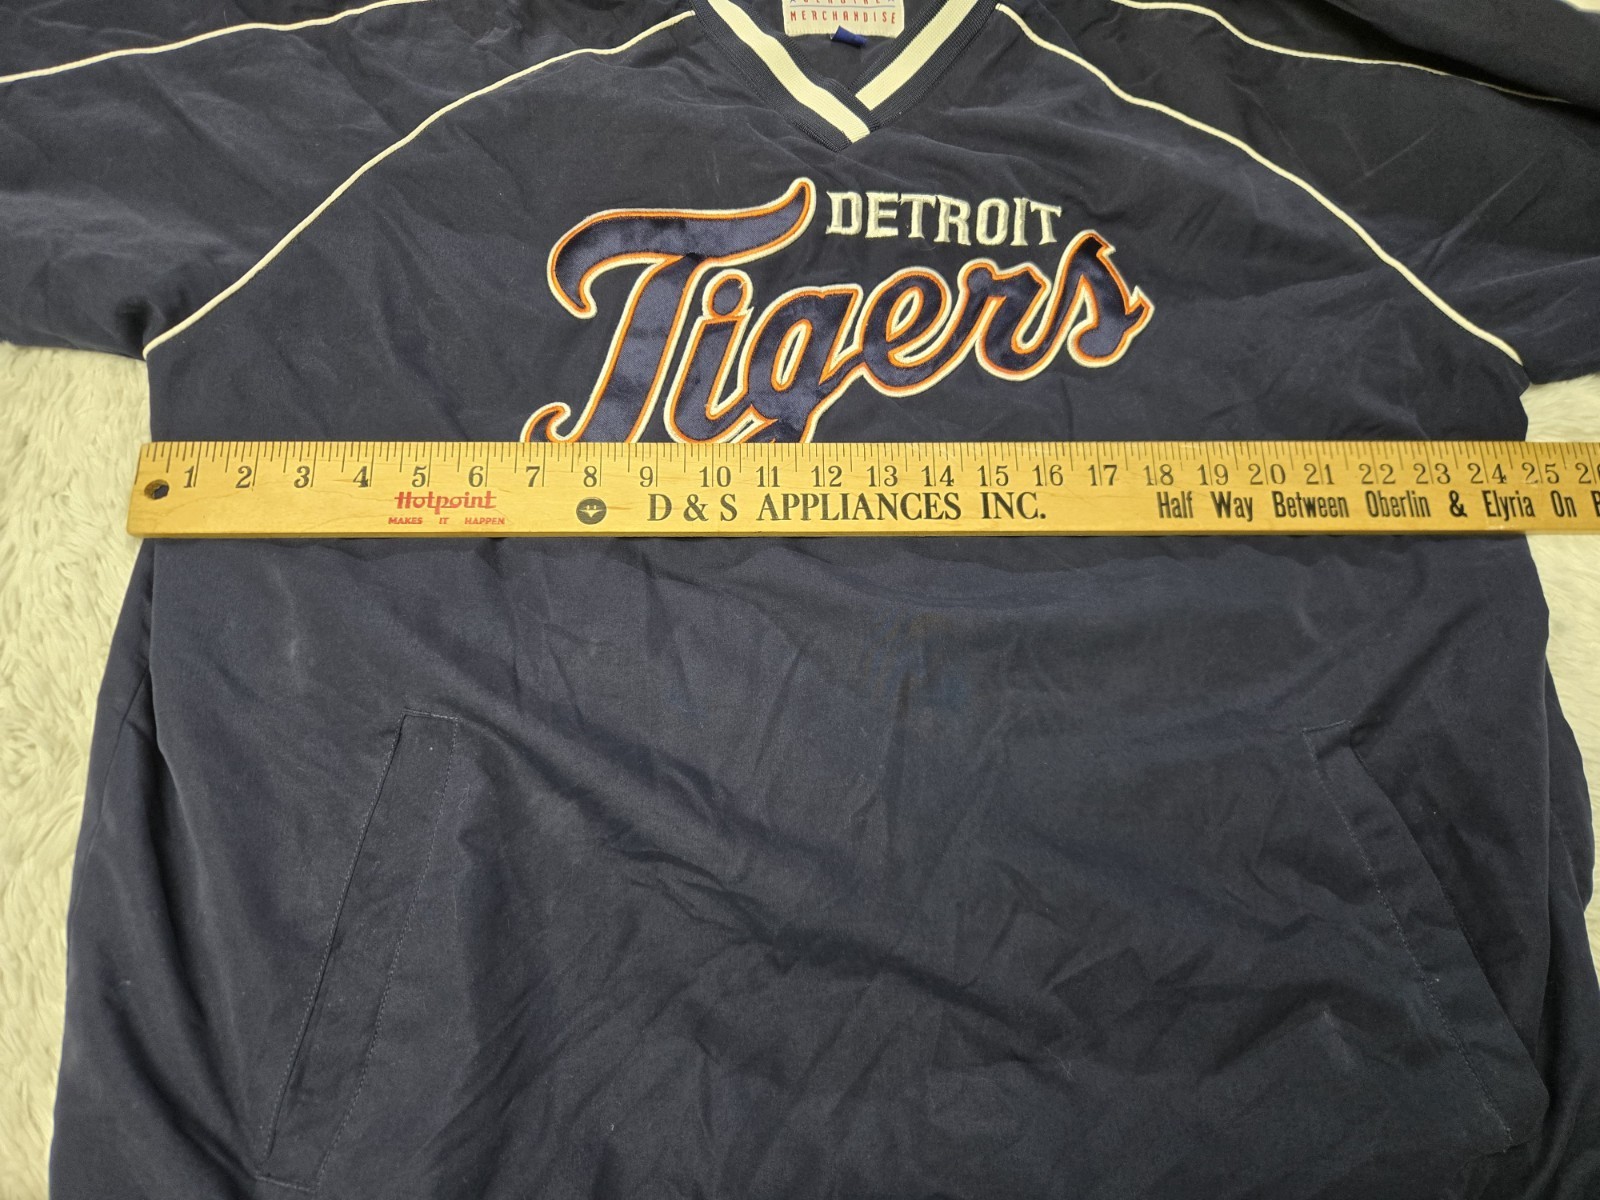 MERCHANDISE
DETROIT
Tigers
1 2 3 4 5 6 7 8 9 10 11 12 13 14 15 16 17 18 19 20 21 22 23 24 25
Hotpoint
MAKES IT HAPPEN
D & S APPLIANCES INC.
Half Way Between Oberlin & Elyria On